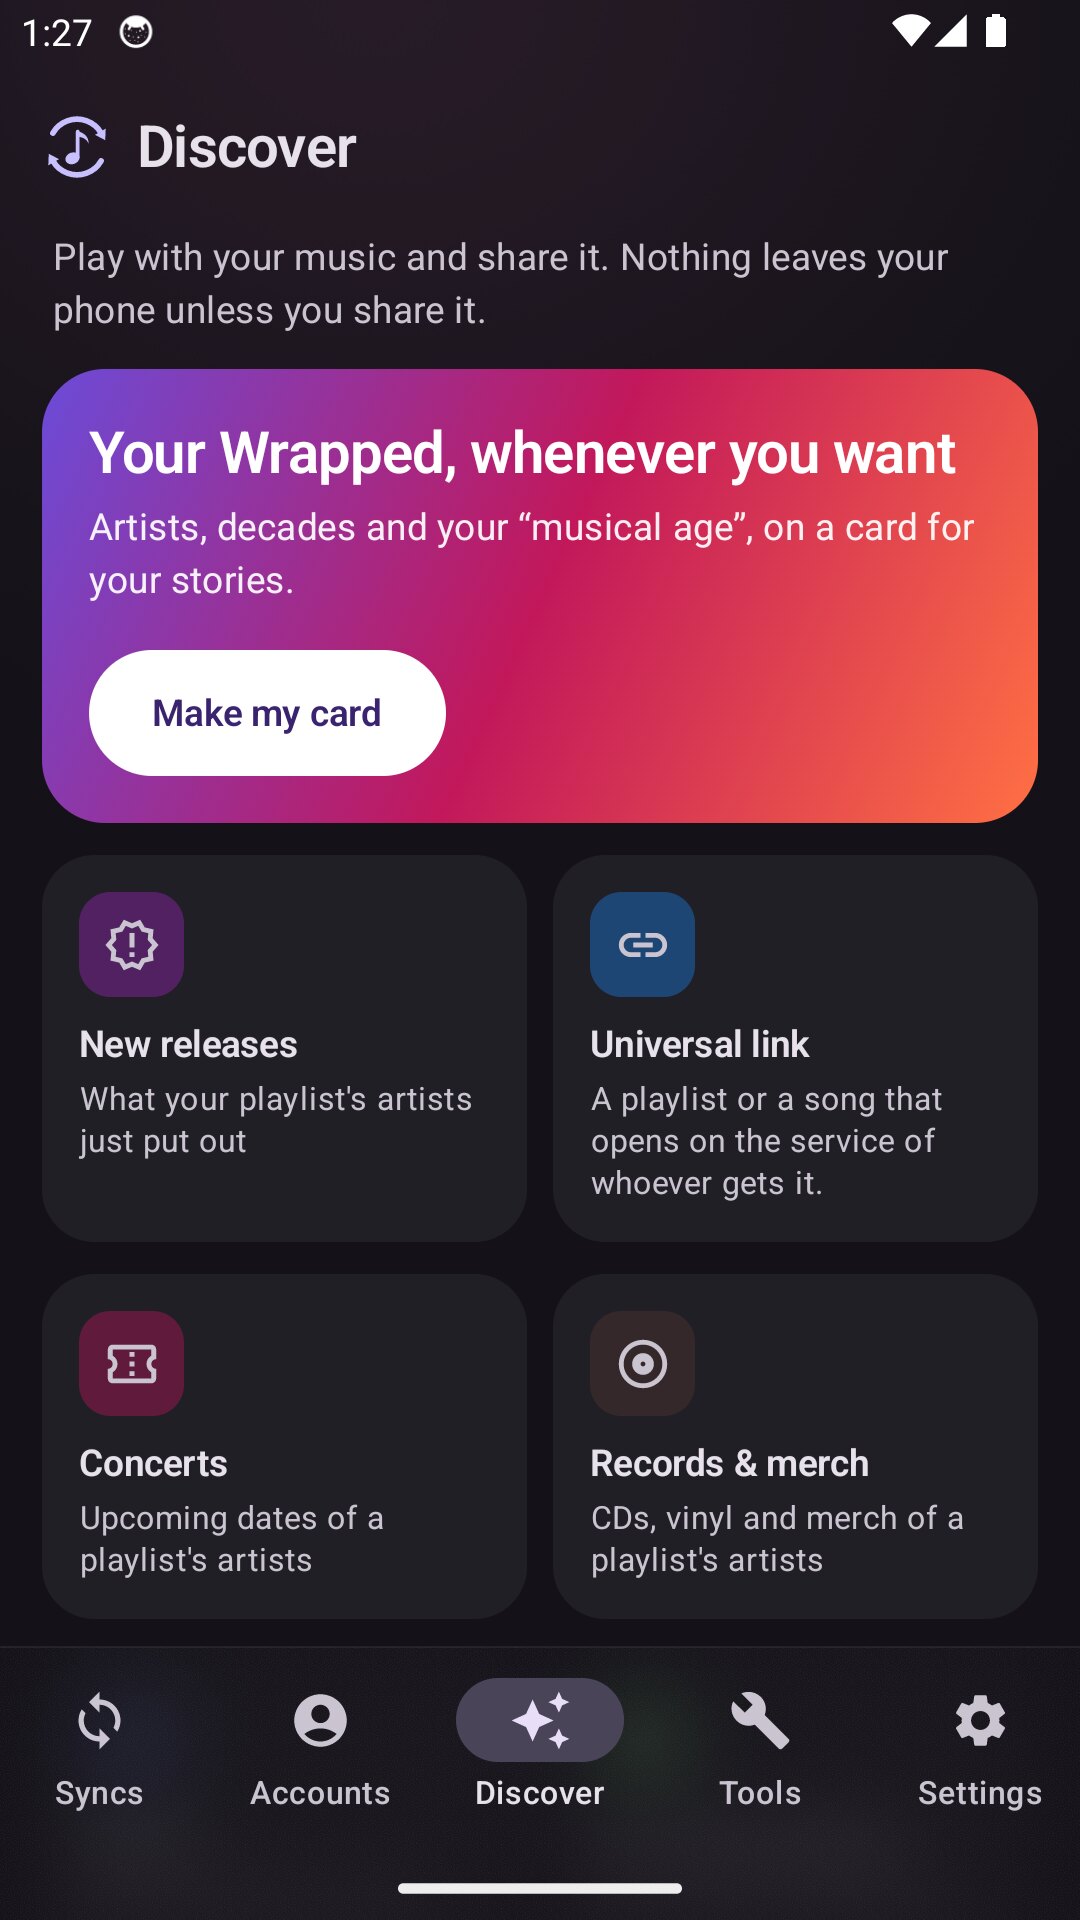 1:27
Discover
Play with your music and share it. Nothing leaves your
phone unless you share it.
Your Wrapped, whenever you want
Artists, decades and your “musical age”, on a card for
your stories.
Make my card
New releases
What your playlist's artists
just put out
Universal link
A playlist or a song that
opens on the service of
whoever gets it.
Concerts
Upcoming dates of a
playlist's artists
Records & merch
CDs, vinyl and merch of a
playlist's artists
Syncs
Accounts
Discover
Tools
Settings